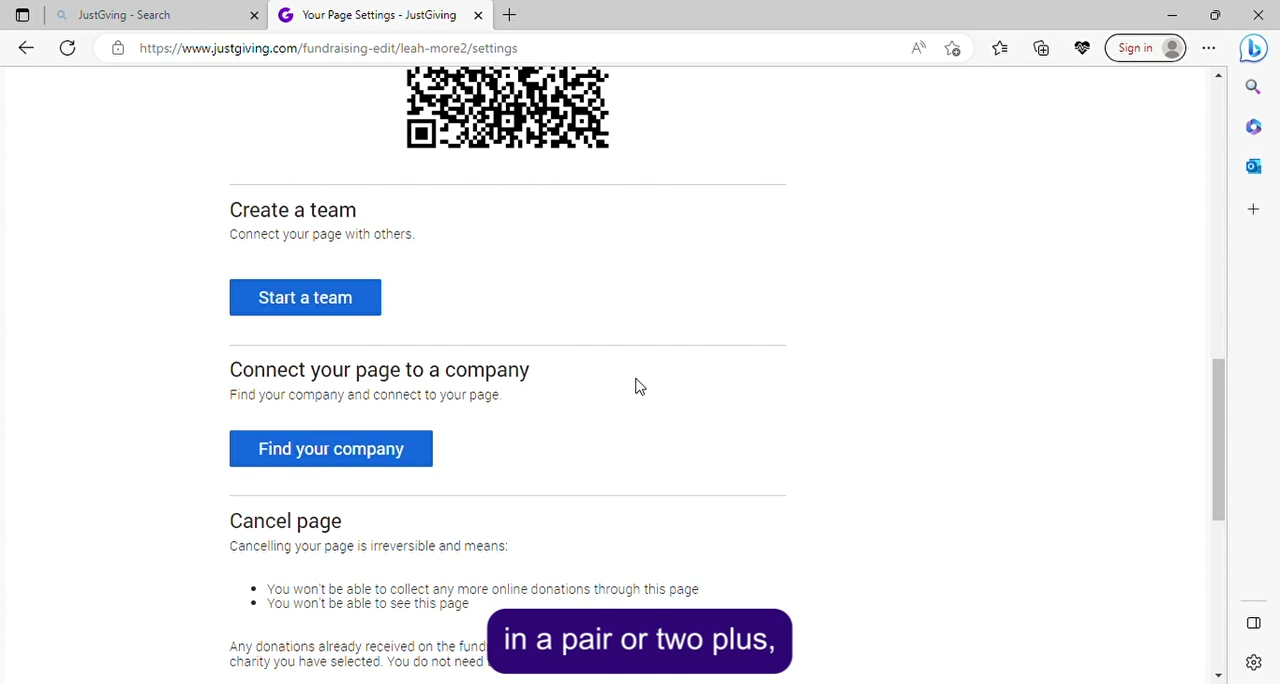 JustGving - Search
Your Page Settings - JustGiving
https://www.justgiving.com/fundraising-edit/leah-more2/settings
Sign in
Create a team
Connect your page with others.
Start a team
Connect your page to a company
Find your company and connect to your page.
Find your company
Cancel page
Cancelling your page is irreversible and means:
• You won't be able to collect any more online donations through this page
• You won't be able to see this page
Any donations already received on the fund
charity you have selected. You do not need
in a pair or two plus,